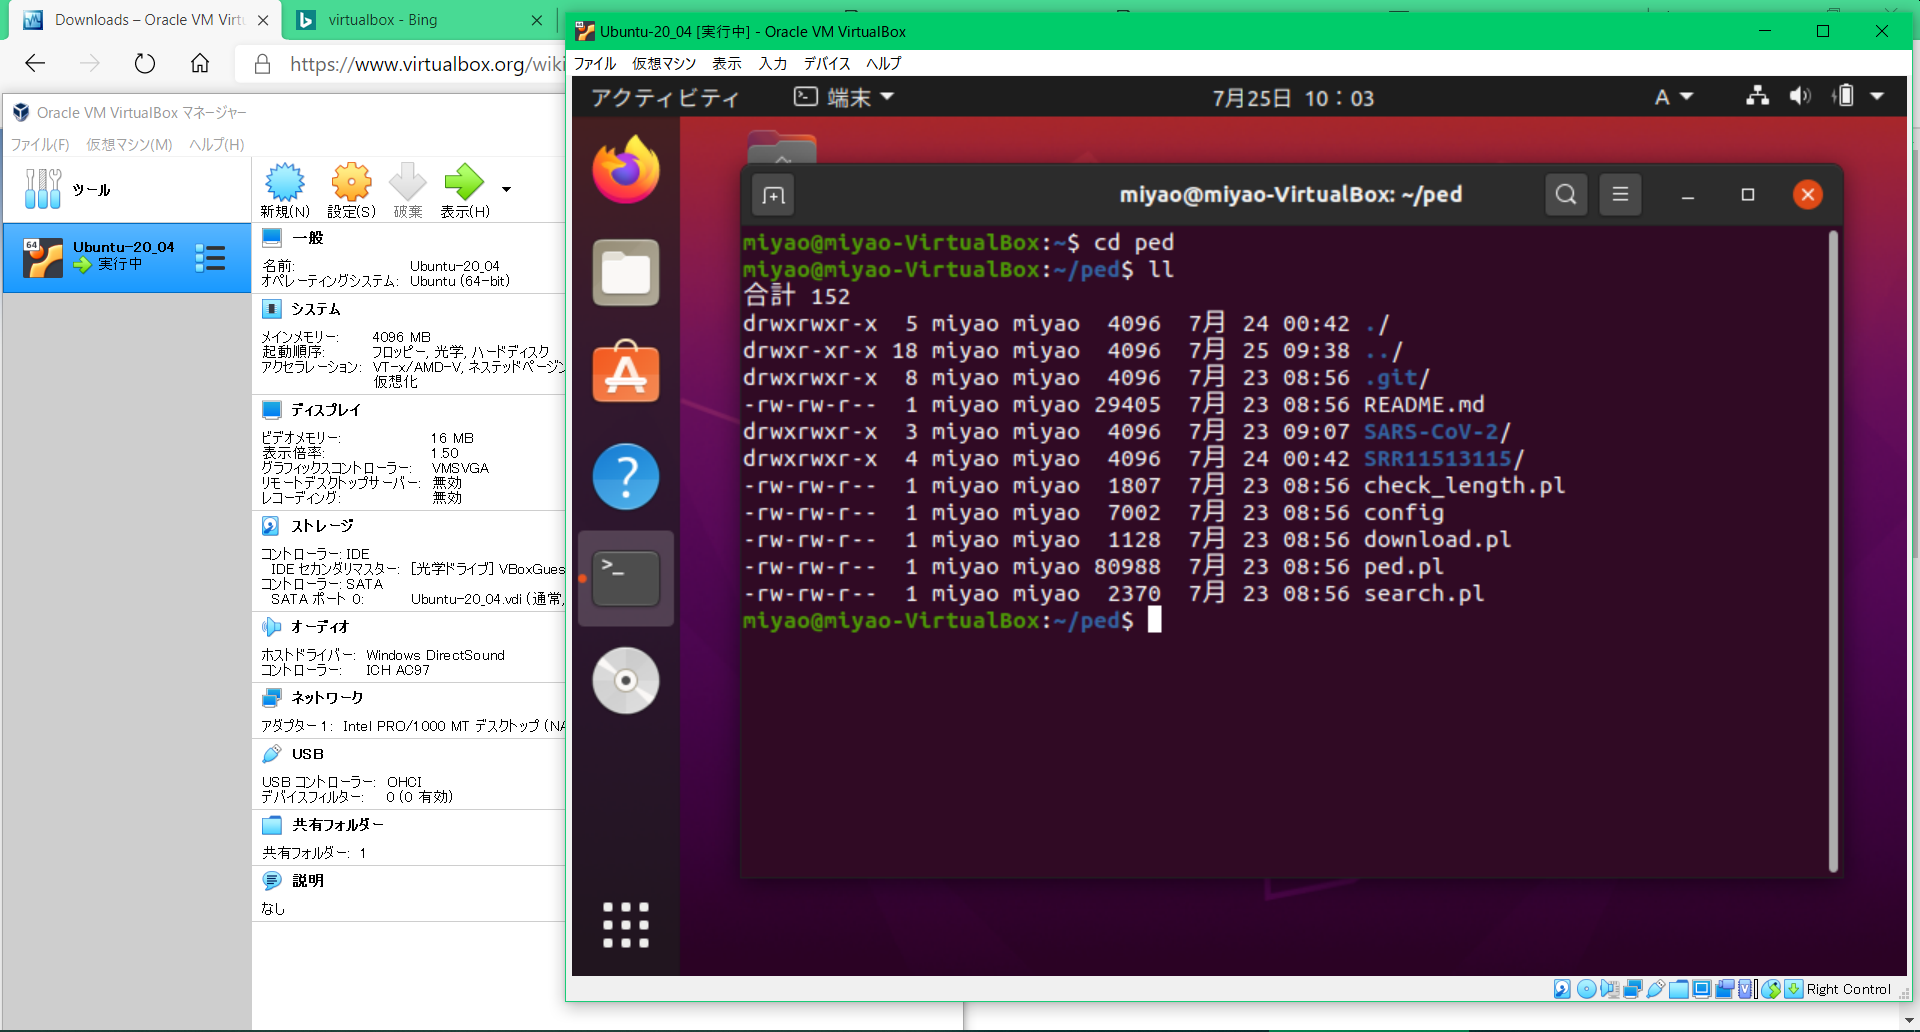 Downloads – Oracle VM Virtu
virtualbox - Bing
https://www.virtualbox.org/wiki
Oracle VM VirtualBox マネージャー
ファイル(F) 仮想マシン(M) ヘルプ(H)
ツール
新規(N) 設定(S) 破棄 表示(H)
64
Ubuntu-20_04
実行中
一般
名前: Ubuntu-20_04
オペレーティングシステム: Ubuntu (64-bit)
システム
メインメモリー: 4096 MB
起動順序: フロッピー, 光学, ハードディスク
アクセラレーション: VT-x/AMD-V, ネステッドページン
仮想化
ディスプレイ
ビデオメモリー: 16 MB
表示倍率: 1.50
グラフィックスコントローラー: VMSVGA
リモートデスクトップサーバー: 無効
レコーディング: 無効
ストレージ
コントローラー: IDE
IDE セカンダリマスター: [光学ドライブ] VBoxGues
コントローラー: SATA
SATA ポート 0: Ubuntu-20_04.vdi (通常,
オーディオ
ホストドライバー: Windows DirectSound
コントローラー: ICH AC97
ネットワーク
アダプター 1: Intel PRO/1000 MT デスクトップ (NA
USB
USB コントローラー: OHCI
デバイスフィルター: 0 (0 有効)
共有フォルダー
共有フォルダー: 1
説明
なし
Ubuntu-20_04 [実行中] - Oracle VM VirtualBox
ファイル 仮想マシン 表示 入力 デバイス ヘルプ
アクティビティ 端末 7月25日 10：03 A
miyao@miyao-VirtualBox: ~/ped
miyao@miyao-VirtualBox:~$ cd ped
miyao@miyao-VirtualBox:~/ped$ ll
合計 152
drwxrwxr-x  5 miyao miyao  4096  7月 24 00:42 ./
drwxr-xr-x 18 miyao miyao  4096  7月 25 09:38 ../
drwxrwxr-x  8 miyao miyao  4096  7月 23 08:56 .git/
-rw-rw-r--  1 miyao miyao 29405  7月 23 08:56 README.md
drwxrwxr-x  3 miyao miyao  4096  7月 23 09:07 SARS-CoV-2/
drwxrwxr-x  4 miyao miyao  4096  7月 24 00:42 SRR11513115/
-rw-rw-r--  1 miyao miyao  1807  7月 23 08:56 check_length.pl
-rw-rw-r--  1 miyao miyao  7002  7月 23 08:56 config
-rw-rw-r--  1 miyao miyao  1128  7月 23 08:56 download.pl
-rw-rw-r--  1 miyao miyao 80988  7月 23 08:56 ped.pl
-rw-rw-r--  1 miyao miyao  2370  7月 23 08:56 search.pl
miyao@miyao-VirtualBox:~/ped$
Right Control